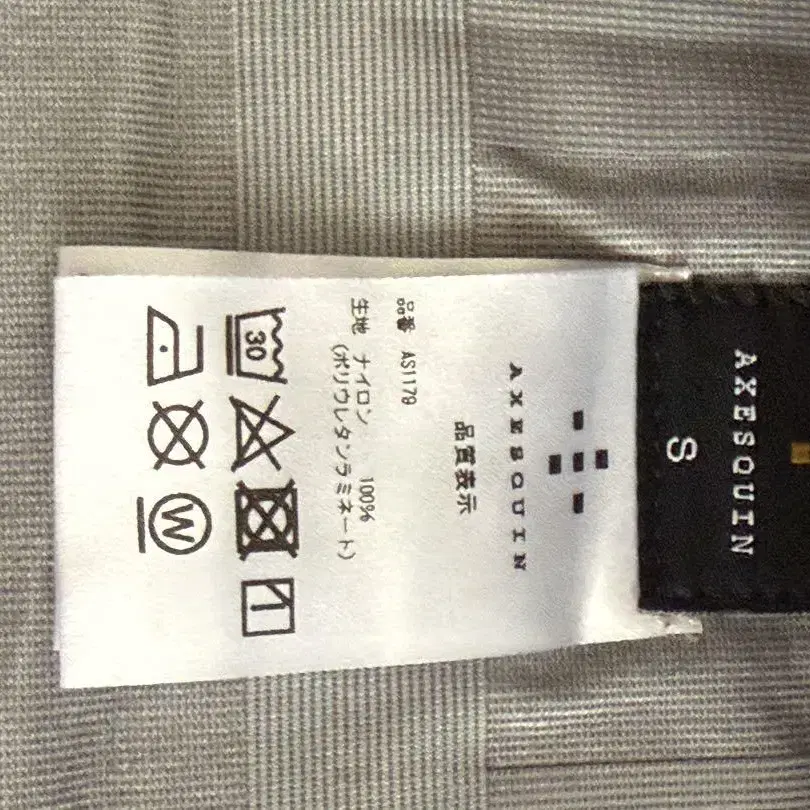 AXESQUIN
S
AXESQUIN
品質表示
品番 AS1179
生地 ナイロン 100%
(ポリウレタンラミネート)
30
W